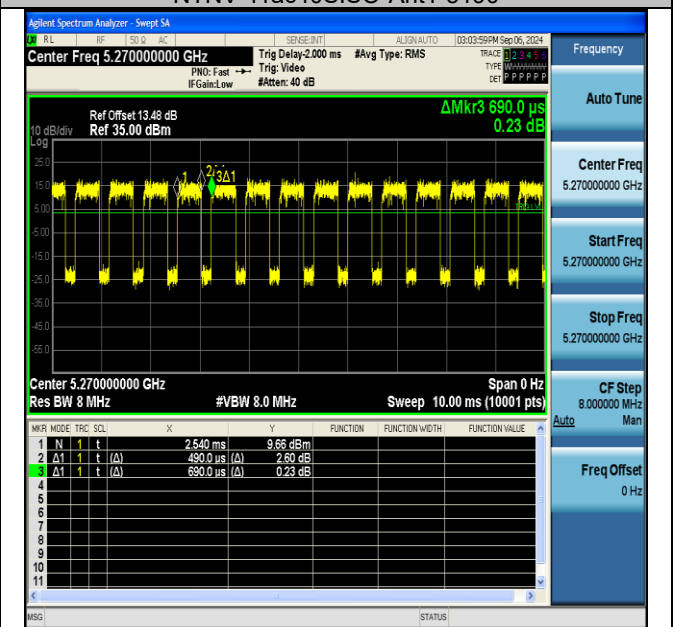 Agilent Spectrum Analyzer - Swept SA
RL RF 50 Ω AC SENSE:INT ALIGN AUTO 03:03:59 PM Sep 06, 2024
Center Freq 5.270000000 GHz Trig Delay-2.000 ms #Avg Type: RMS TRACE 1 2 3 4 5 6
PNO: Fast Trig: Video TYPE
IFGain:Low #Atten: 40 dB DET P P P P P P
Frequency
Auto Tune
ΔMkr3 690.0 µs
0.23 dB
Ref Offset 13.48 dB
10 dB/div Ref 35.00 dBm
Log
25.0
15.0
5.00
-5.00
-15.0
-25.0
-35.0
-45.0
-55.0
1 2 3Δ1
Center Freq
5.270000000 GHz
Start Freq
5.270000000 GHz
Stop Freq
5.270000000 GHz
CF Step
8.000000 MHz
Auto Man
Freq Offset
0 Hz
Center 5.270000000 GHz Span 0 Hz
Res BW 8 MHz #VBW 8.0 MHz Sweep 10.00 ms (10001 pts)
MKR MODE TRC SCL X Y FUNCTION FUNCTION WIDTH FUNCTION VALUE
1 N 1 t 2.540 ms 9.66 dBm
2 Δ1 1 t (Δ) 490.0 µs (Δ) 2.60 dB
3 Δ1 1 t (Δ) 690.0 µs (Δ) 0.23 dB
4
5
6
7
8
9
10
11
MSG STATUS